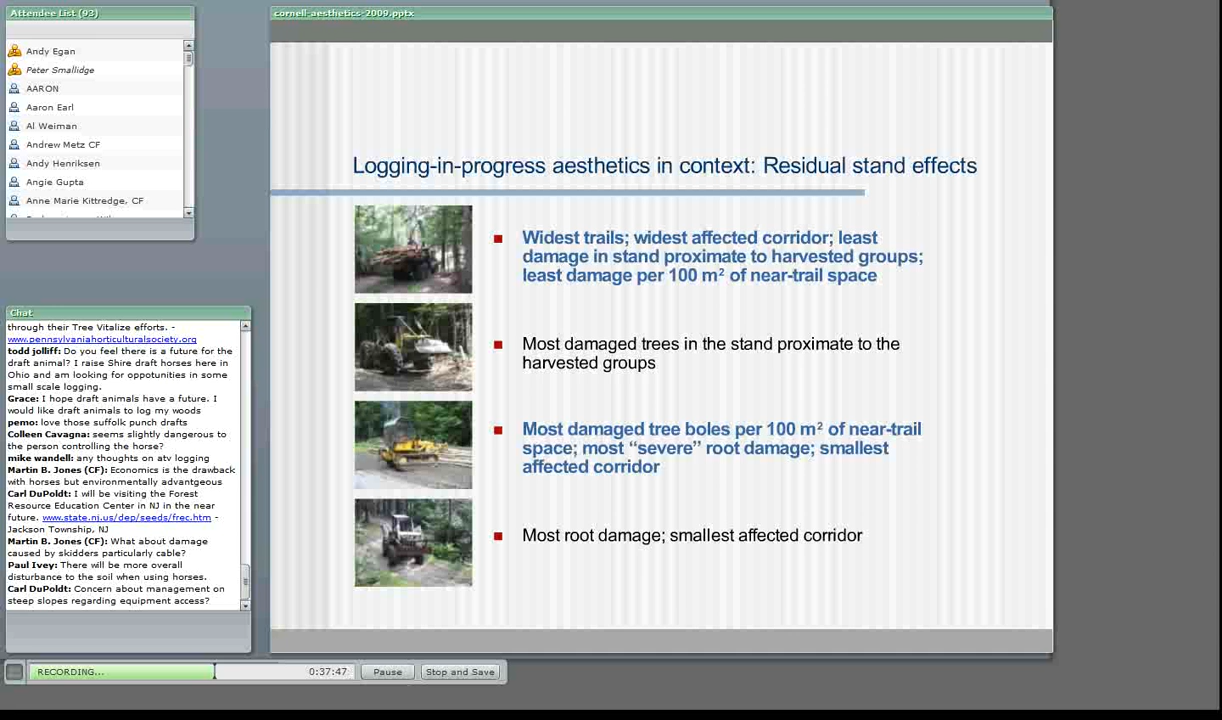 Attendee List (93)
Andy Egan
Peter Smallidge
AARON
Aaron Earl
Al Weiman
Andrew Metz CF
Andy Henriksen
Angie Gupta
Anne Marie Kittredge, CF
Chat
through their Tree Vitalize efforts. -
www.pennsylvaniahorticulturalsociety.org
todd jolliff: Do you feel there is a future for the
draft animal? I raise Shire draft horses here in
Ohio and am looking for oppotunities in some
small scale logging.
Grace: I hope draft animals have a future. I
would like draft animals to log my woods
pemo: love those suffolk punch drafts
Colleen Cavagna: seems slightly dangerous to
the person controlling the horse?
mike wandell: any thoughts on atv logging
Martin B. Jones (CF): Economics is the drawback
with horses but environmentally advantgeous
Carl DuPoldt: I will be visiting the Forest
Resource Education Center in NJ in the near
future. www.state.nj.us/dep/seeds/frec.htm -
Jackson Township, NJ
Martin B. Jones (CF): What about damage
caused by skidders particularly cable?
Paul Ivey: There will be more overall
disturbance to the soil when using horses.
Carl DuPoldt: Concern about management on
steep slopes regarding equipment access?
cornell-aesthetics-2009.pptx
Logging-in-progress aesthetics in context: Residual stand effects
Widest trails; widest affected corridor; least
damage in stand proximate to harvested groups;
least damage per 100 m² of near-trail space
Most damaged trees in the stand proximate to the
harvested groups
Most damaged tree boles per 100 m² of near-trail
space; most “severe” root damage; smallest
affected corridor
Most root damage; smallest affected corridor
RECORDING...
0:37:47
Pause
Stop and Save